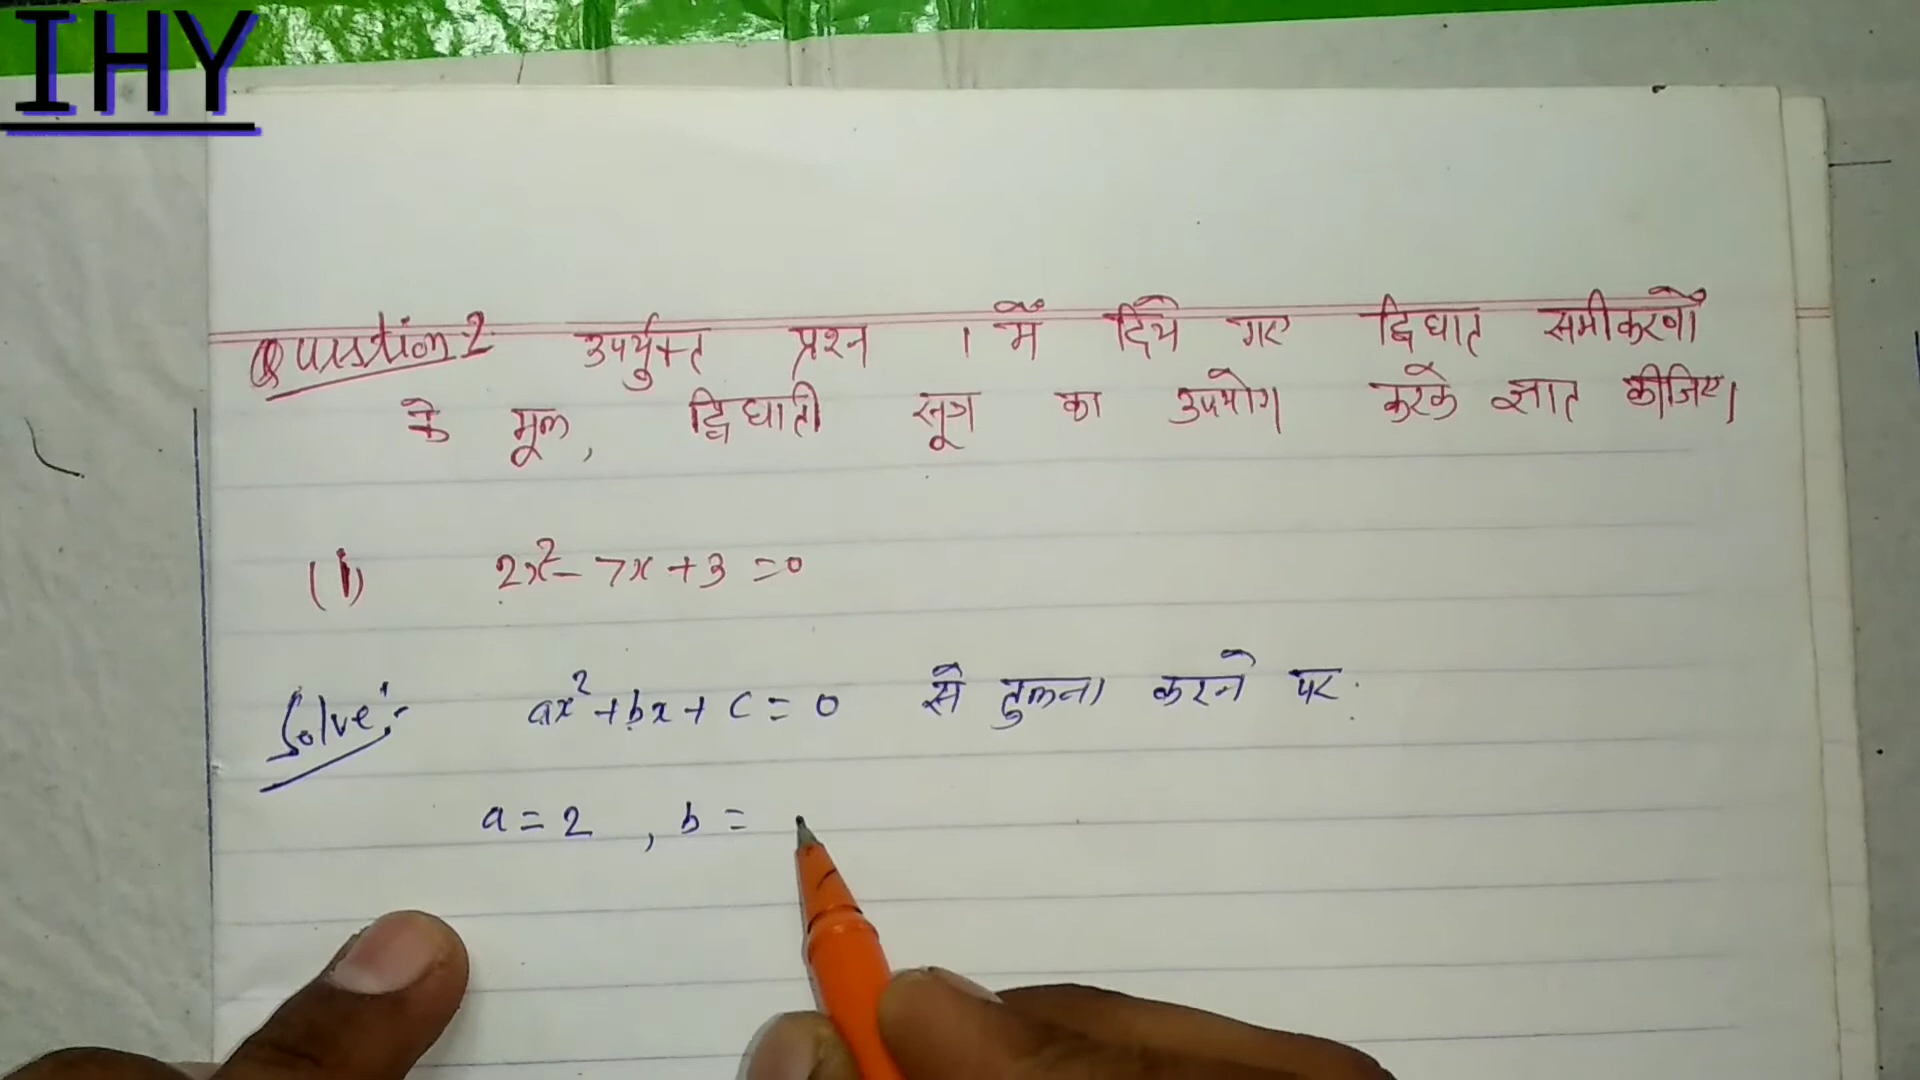 IHY
Question-2 उपर्युक्त प्रश्न 1 में दिये गए द्विघात समीकरणों
के मूल, द्विघाती सूत्र का उपयोग करके ज्ञात कीजिए।
(1) 2x² - 7x + 3 = 0
Solve:- ax² + bx + c = 0 से तुलना करने पर.
a = 2 , b =